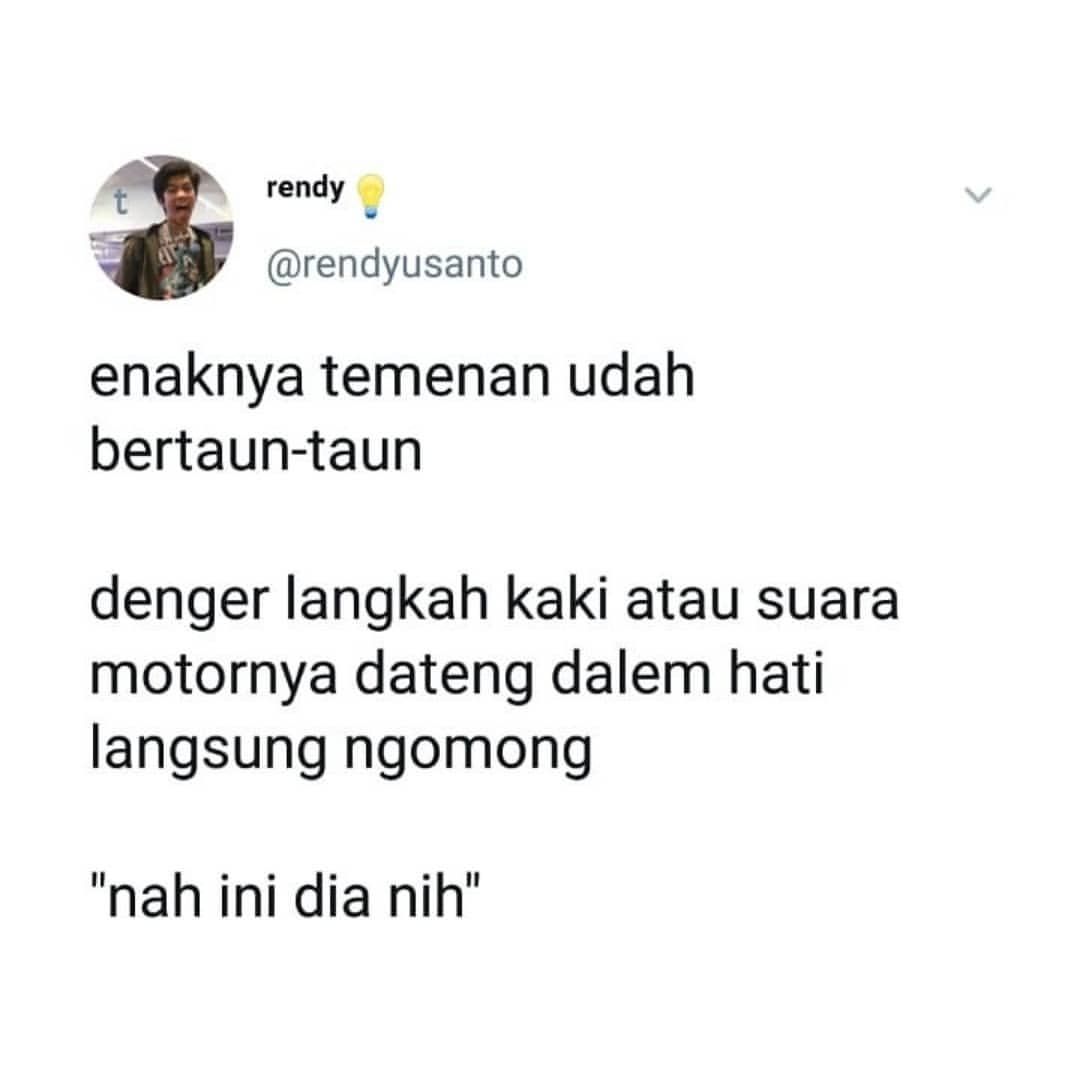 t
rendy 💡
@rendyusanto
enaknya temenan udah
bertaun-taun
denger langkah kaki atau suara
motornya dateng dalem hati
langsung ngomong
"nah ini dia nih"